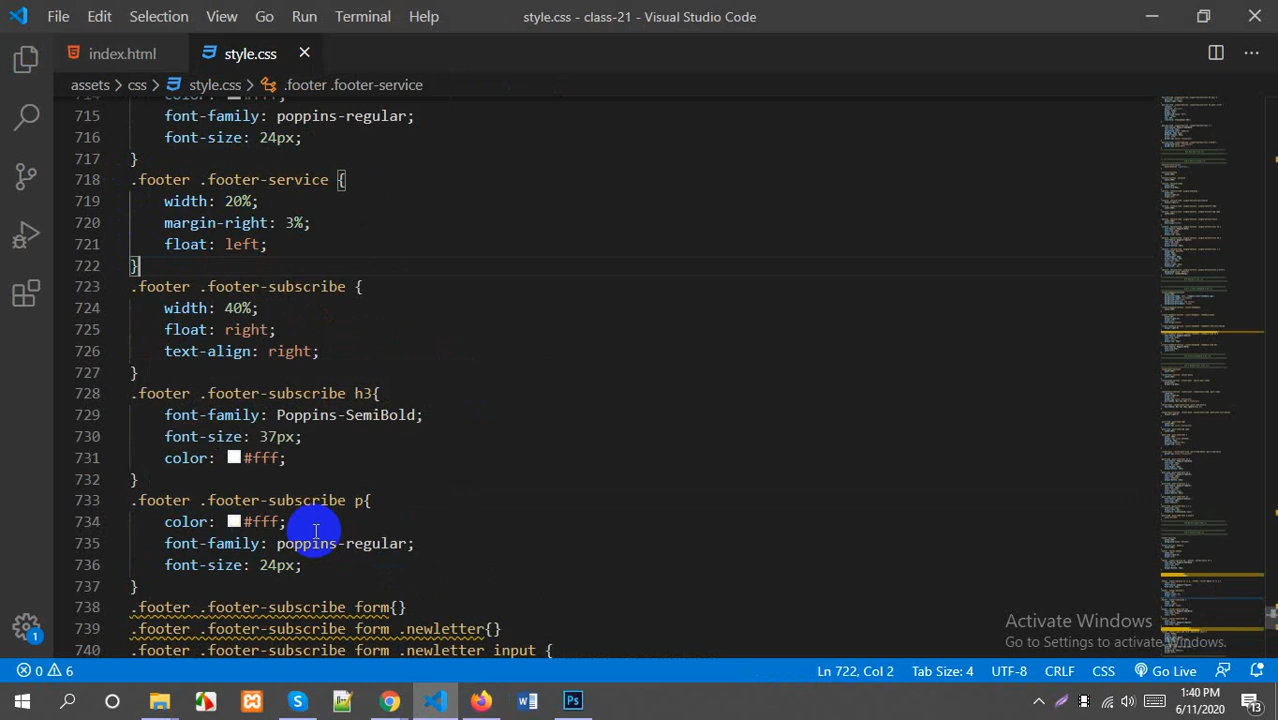 File Edit Selection View Go Run Terminal Help style.css - class-21 - Visual Studio Code
index.html style.css
assets > css > style.css > .footer .footer-service
715 font-family: poppins-regular;
716 font-size: 24px;
717 }
718 .footer .footer-service {
719 width: 20%;
720 margin-right: 3%;
721 float: left;
722 }
723 .footer .footer-subscribe {
724 width: 40%;
725 float: right;
726 text-align: right;
727 }
728 .footer .footer-subscribe h3{
729 font-family: Poppins-SemiBold;
730 font-size: 37px;
731 color: #fff;
732 }
733 .footer .footer-subscribe p{
734 color: #fff;
735 font-family: poppins-regular;
736 font-size: 24px;
737 }
738 .footer .footer-subscribe form{}
739 .footer .footer-subscribe form .newletter{}
740 .footer .footer-subscribe form .newletter input {
Activate Windows
Go to Settings to activate Windows.
1
0 6 Ln 722, Col 2 Tab Size: 4 UTF-8 CRLF CSS Go Live
1:40 PM
6/11/2020
13